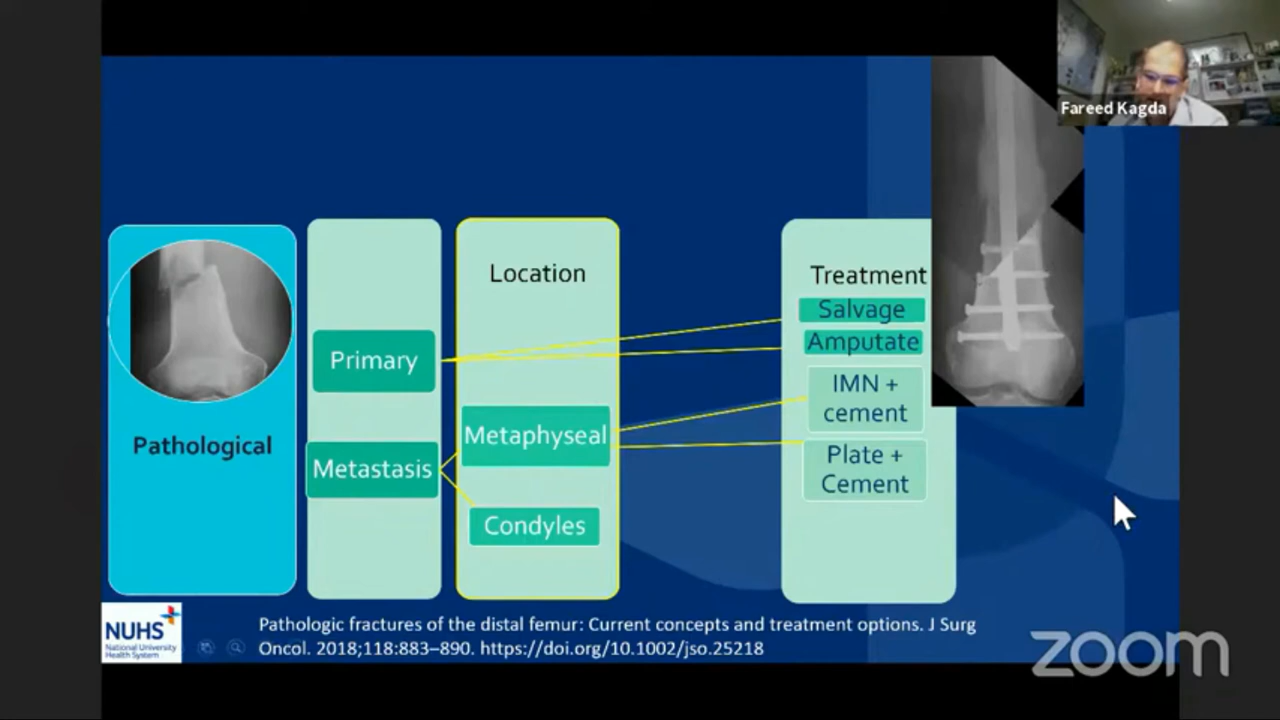 Fareed Kagda
Pathological
Primary
Metastasis
Location
Metaphyseal
Condyles
Treatment
Salvage
Amputate
IMN +
cement
Plate +
Cement
NUHS
National University
Health System
Pathologic fractures of the distal femur: Current concepts and treatment options. J Surg
Oncol. 2018;118:883–890. https://doi.org/10.1002/jso.25218
zoom